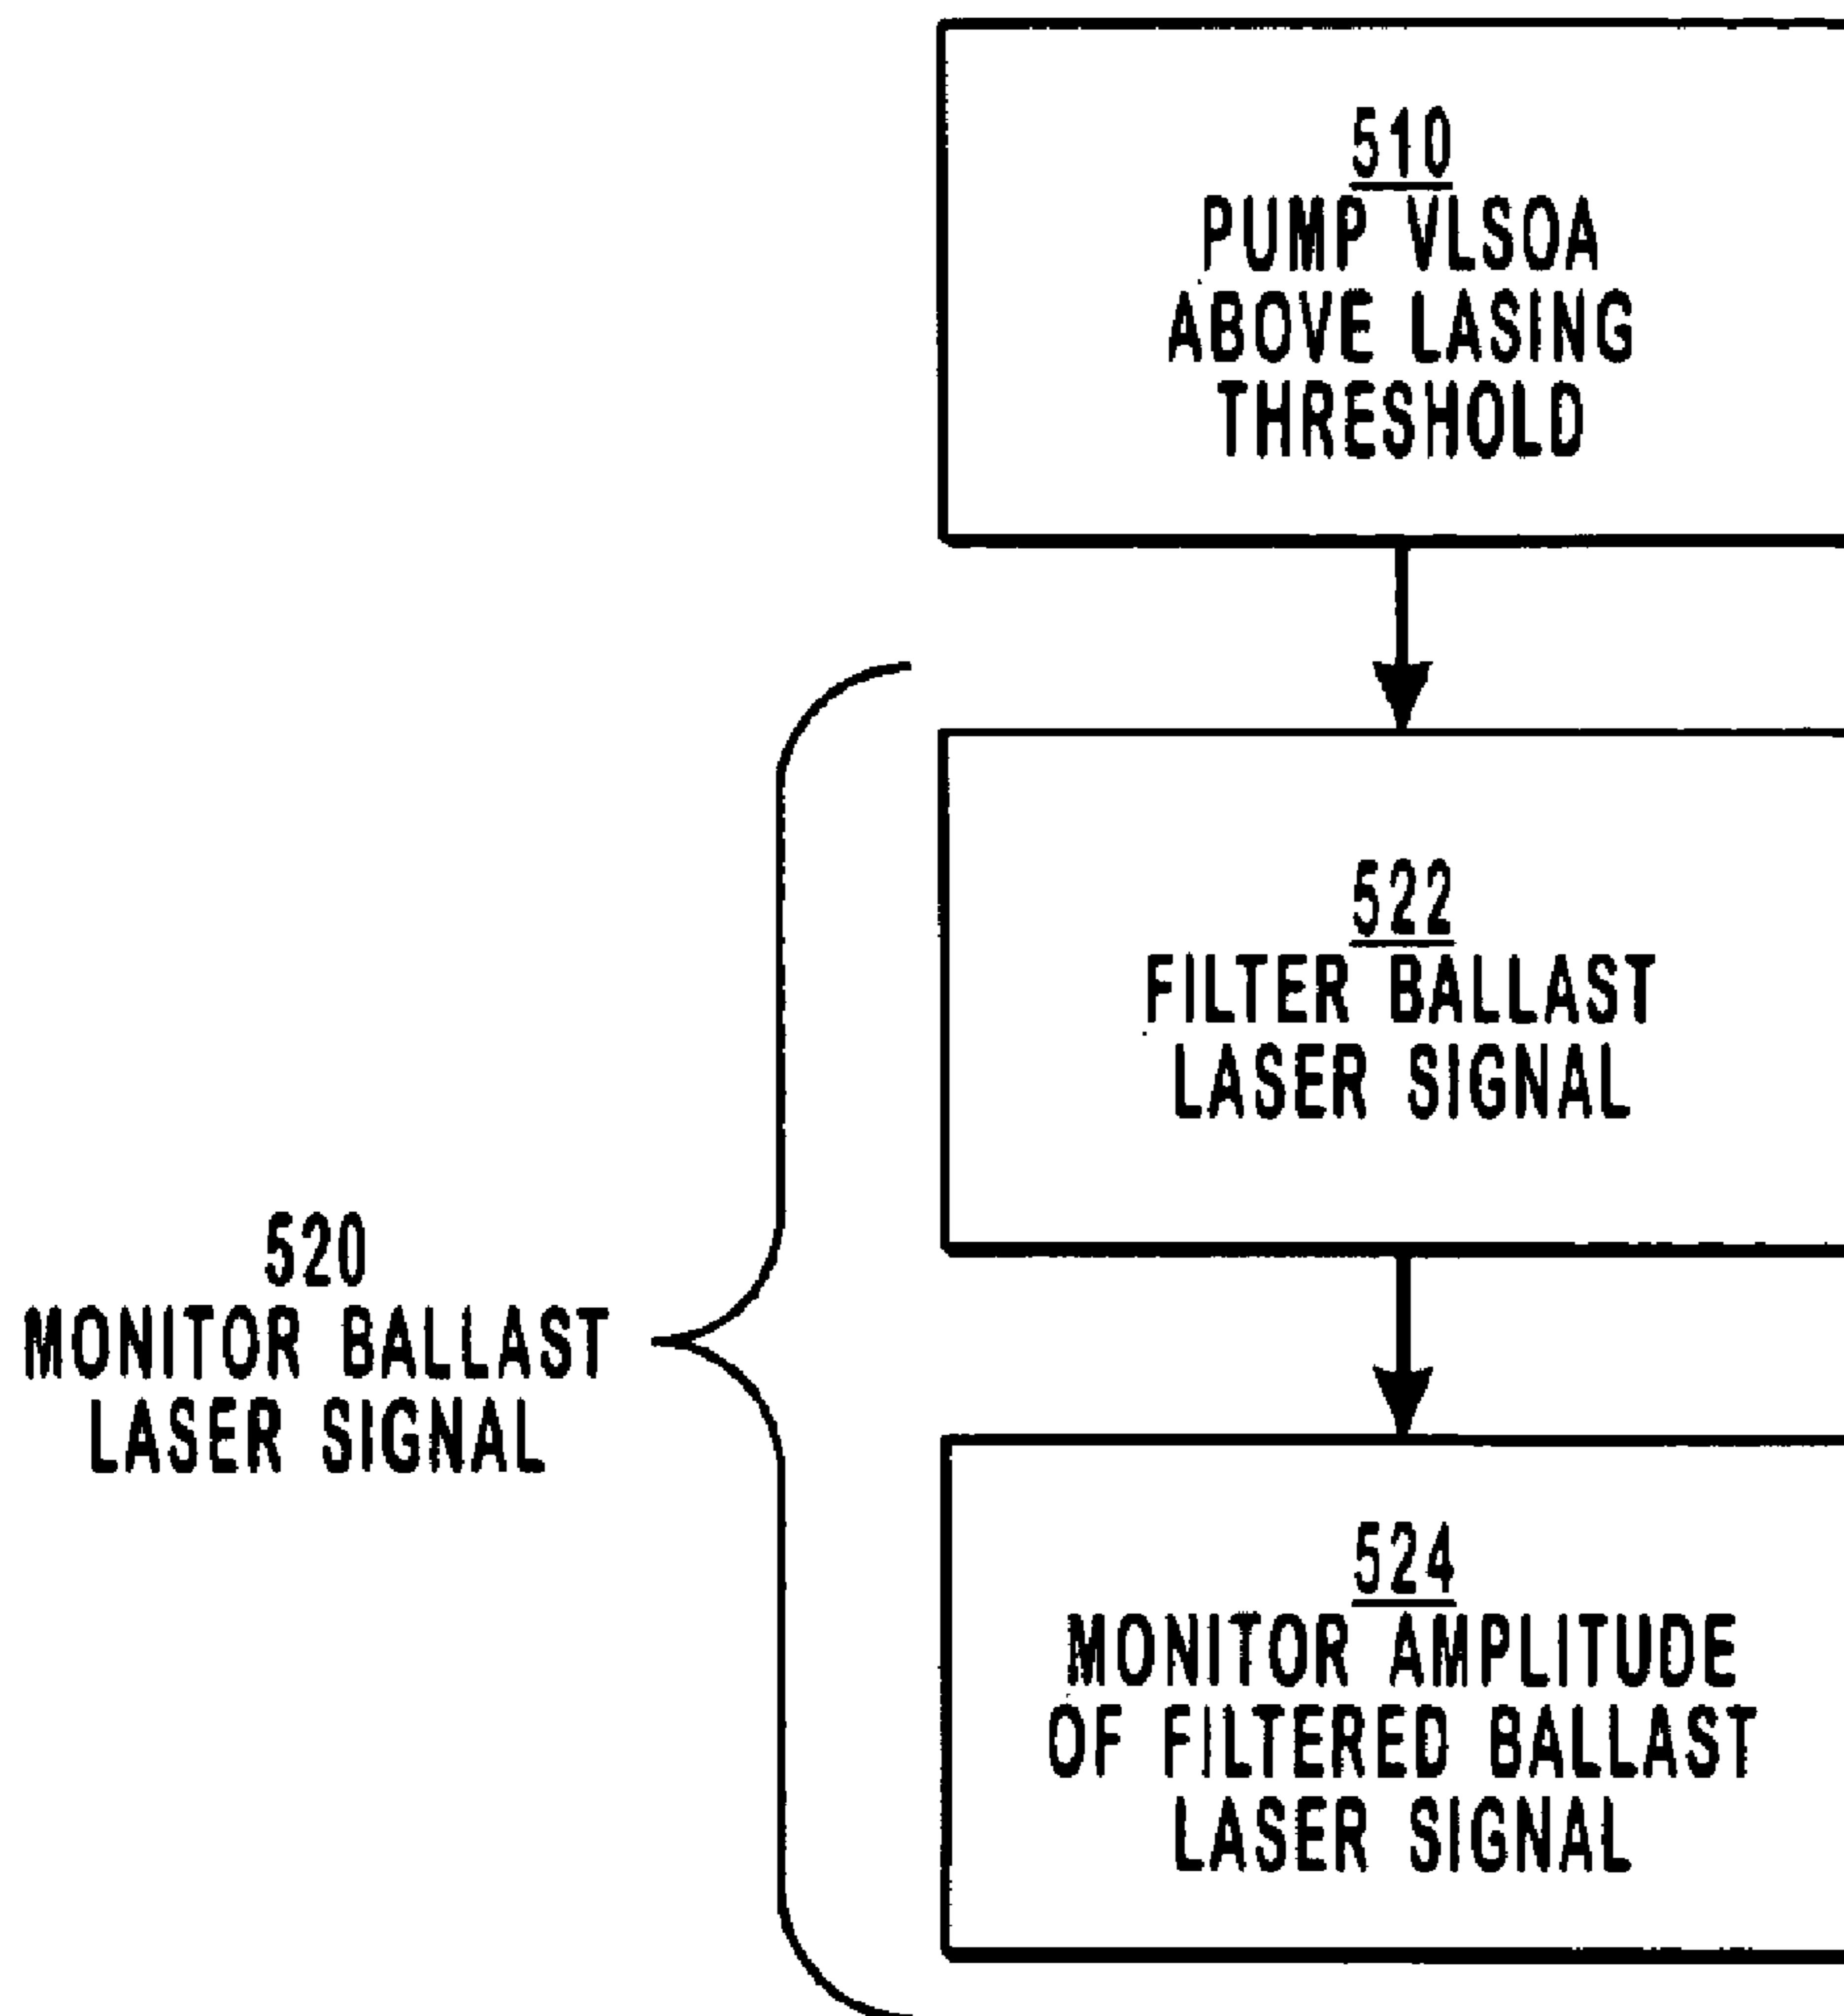 510
PUMP VLSOA
ABOVE LASING
THRESHOLD
522
FILTER BALLAST
LASER SIGNAL
520
MONITOR BALLAST
LASER SIGNAL
524
MONITOR AMPLITUDE
OF FILTERED BALLAST
LASER SIGNAL